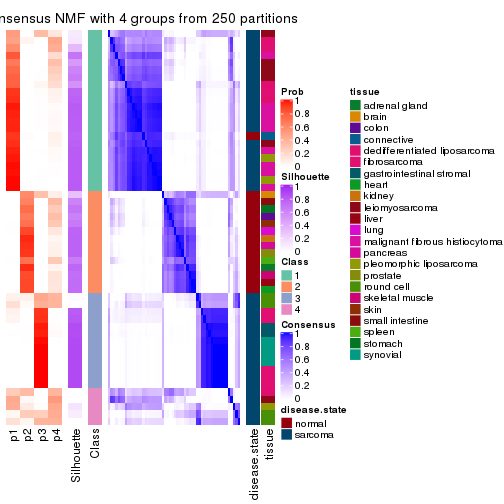 nsensus NMF with 4 groups from 250 partitions
Prob
1
0.8
0.6
0.4
0.2
0
Silhouette
1
0.8
0.6
0.4
0.2
0
Class
1
2
3
4
Consensus
1
0.8
0.6
0.4
0.2
0
disease.state
normal
sarcoma
tissue
adrenal gland
brain
colon
connective
dedifferentiated liposarcoma
fibrosarcoma
gastrointestinal stromal
heart
kidney
leiomyosarcoma
liver
lung
malignant fibrous histiocytoma
pancreas
pleomorphic liposarcoma
prostate
round cell
skeletal muscle
skin
small intestine
spleen
stomach
synovial
p1
p2
p3
p4
Silhouette
Class
disease.state
tissue